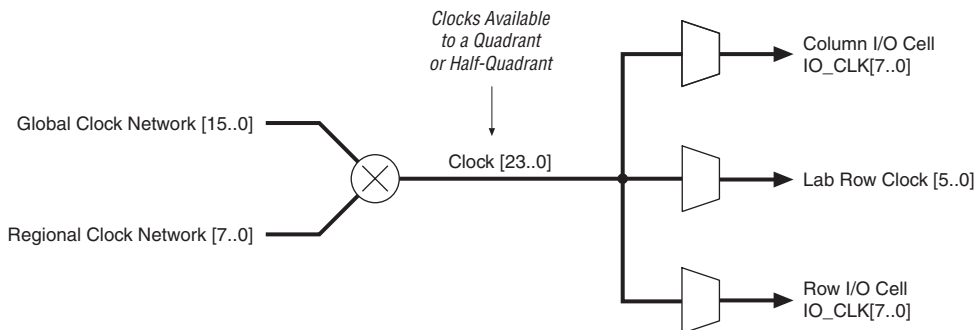 Clocks Available
to a Quadrant
or Half-Quadrant
Column I/O Cell
IO_CLK[7..0]
Global Clock Network [15..0]
Clock [23..0]
Lab Row Clock [5..0]
Regional Clock Network [7..0]
Row I/O Cell
IO_CLK[7..0]